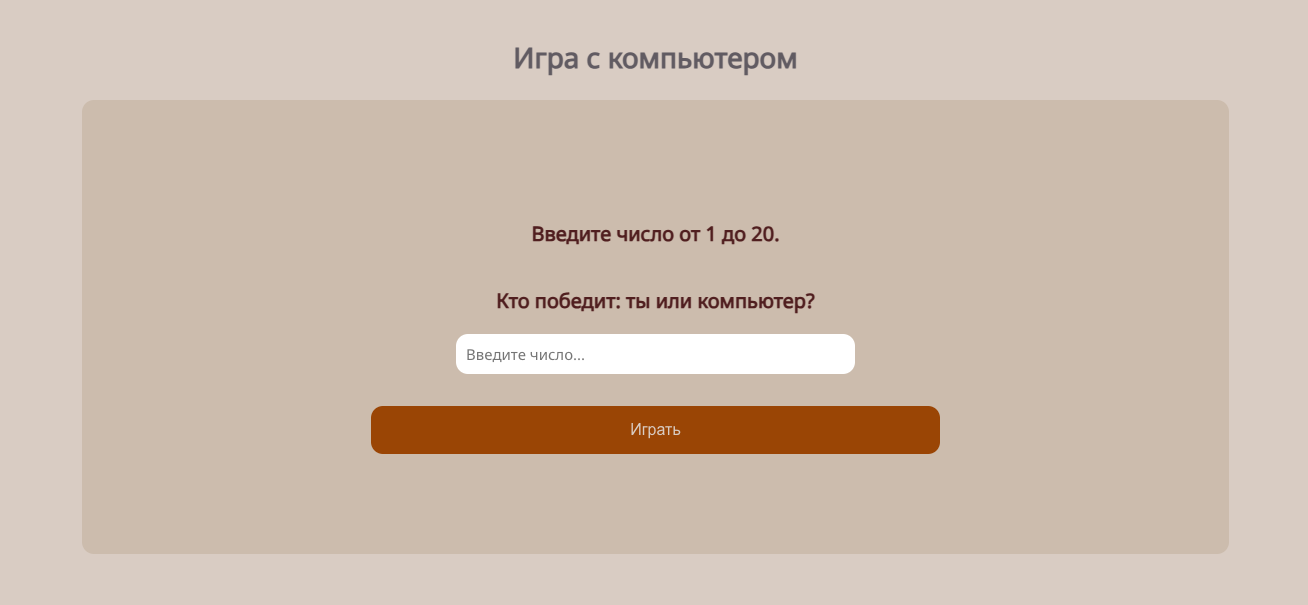 Игра с компьютером
Введите число от 1 до 20.
Кто победит: ты или компьютер?
Введите число...
Играть